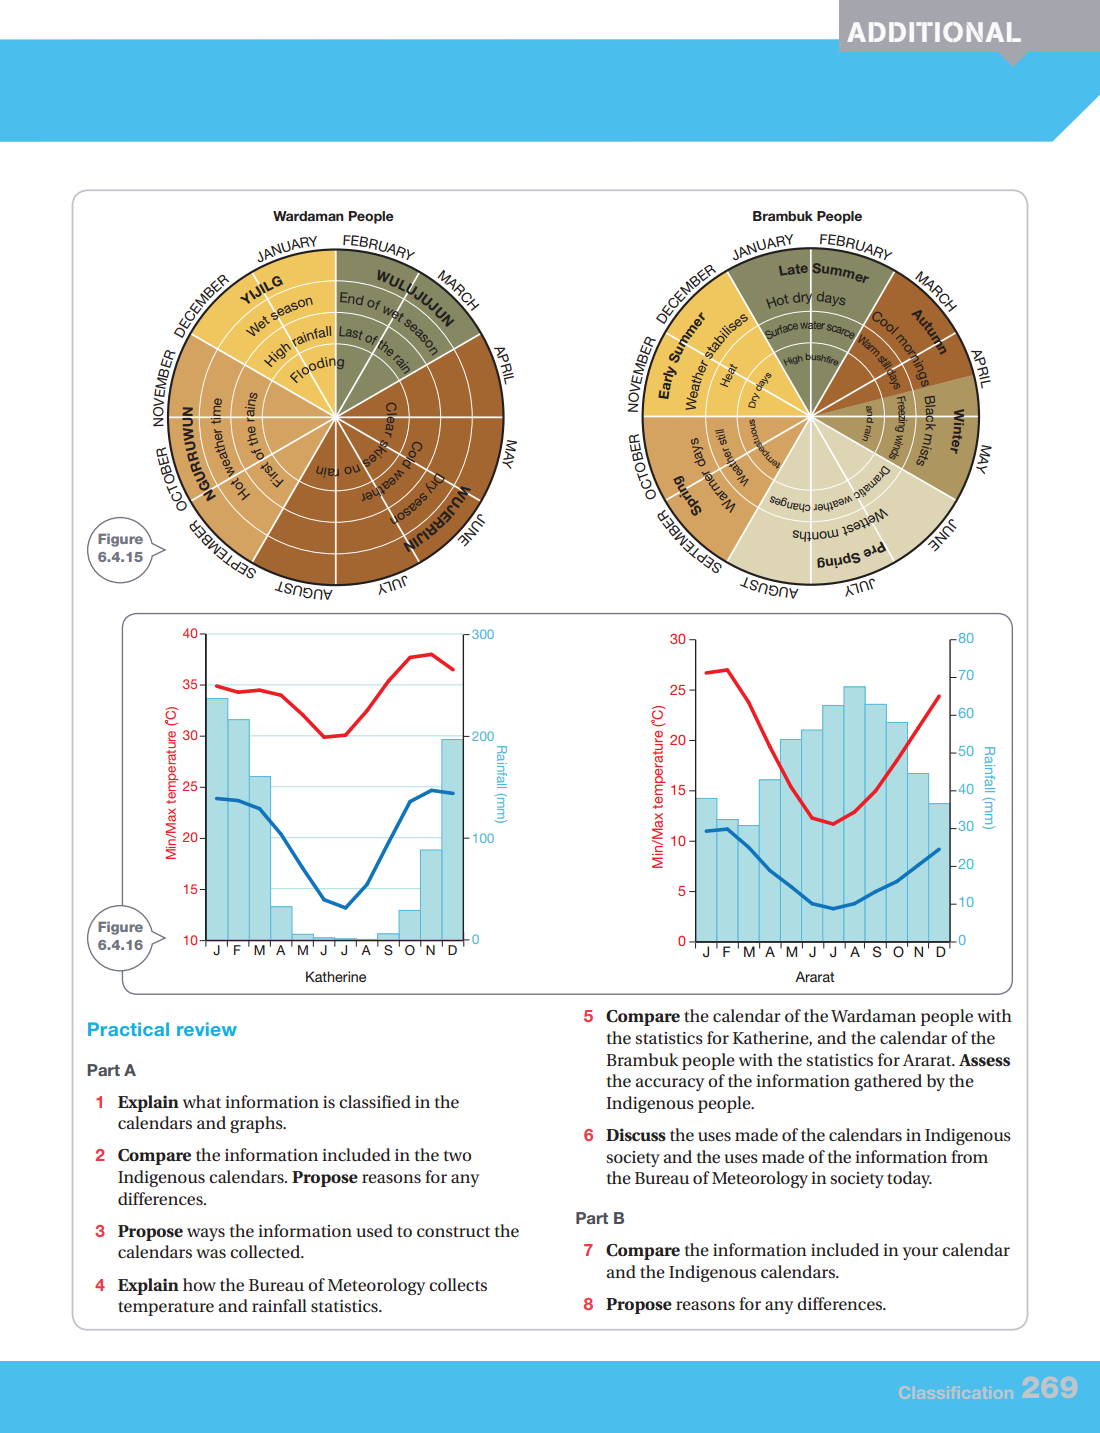 ADDITIONAL
Wardaman People
JANUARY
FEBRUARY
MARCH
APRIL
MAY
JUNE
JULY
AUGUST
SEPTEMBER
OCTOBER
NOVEMBER
DECEMBER
YIJILG
Wet season
High rainfall
Flooding
WULUJUJUN
End of wet season
Last of the rain
WUJERRIJIN
Dry season
Cold weather
Clear skies no rain
NGURRUWUN
Hot weather time
First of the rains
Brambuk People
JANUARY
FEBRUARY
MARCH
APRIL
MAY
JUNE
JULY
AUGUST
SEPTEMBER
OCTOBER
NOVEMBER
DECEMBER
Late Summer
Hot dry days
Surface water scarce
High bushfire
Autumn
Cool mornings
Warm still days
Winter
Black mists
Freezing winds
and rain
Pre Spring
Wettest months
Dramatic weather changes
Spring
Warmer days
Weather still
tempestuous
Early Summer
Weather stabilises
Heat
Dry days
Figure
6.4.15
40
35
30
25
20
15
10
Min/Max temperature (°C)
300
200
100
0
Rainfall (mm)
J F M A M J J A S O N D
Katherine
30
25
20
15
10
5
0
Min/Max temperature (°C)
80
70
60
50
40
30
20
10
0
Rainfall (mm)
J F M A M J J A S O N D
Ararat
Figure
6.4.16
Practical review
Part A
1 Explain what information is classified in the
calendars and graphs.
2 Compare the information included in the two
Indigenous calendars. Propose reasons for any
differences.
3 Propose ways the information used to construct the
calendars was collected.
4 Explain how the Bureau of Meteorology collects
temperature and rainfall statistics.
5 Compare the calendar of the Wardaman people with
the statistics for Katherine, and the calendar of the
Brambuk people with the statistics for Ararat. Assess
the accuracy of the information gathered by the
Indigenous people.
6 Discuss the uses made of the calendars in Indigenous
society and the uses made of the information from
the Bureau of Meteorology in society today.
Part B
7 Compare the information included in your calendar
and the Indigenous calendars.
8 Propose reasons for any differences.
Classification 269